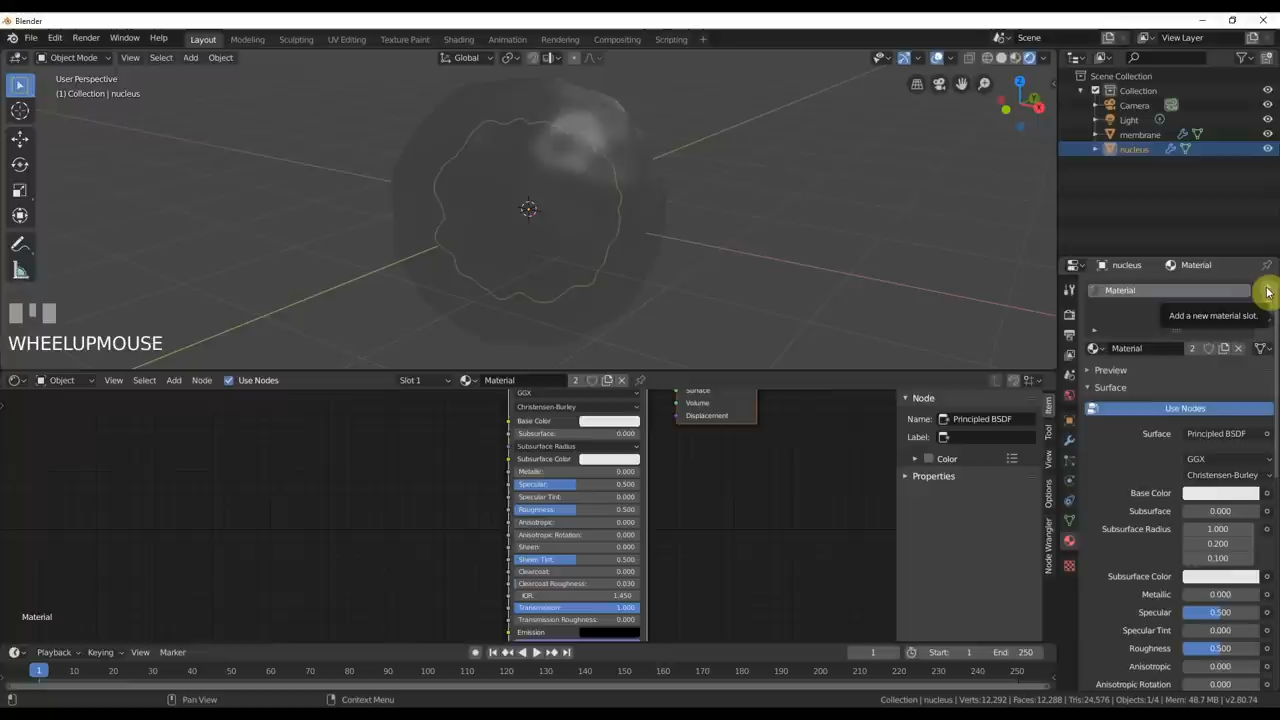 Blender
File Edit Render Window Help Layout Modeling Sculpting UV Editing Texture Paint Shading Animation Rendering Compositing Scripting + Scene View Layer
Object Mode View Select Add Object Global
User Perspective
(1) Collection | nucleus
WHEELUPMOUSE
Scene Collection
Collection
Camera
Light
membrane
nucleus
nucleus Material
Material
Add a new material slot.
Material 2
Preview
Surface
Use Nodes
Surface Principled BSDF
GGX
Christensen-Burley
Base Color
Subsurface 0.000
Subsurface Radius 1.000
0.200
0.100
Subsurface Color
Metallic 0.000
Specular 0.500
Specular Tint 0.000
Roughness 0.500
Anisotropic 0.000
Anisotropic Rotation 0.000
Object View Select Add Node Use Nodes Slot 1 Material 2
GGX
Christensen-Burley
Base Color
Subsurface: 0.000
Subsurface Radius
Subsurface Color
Metallic: 0.000
Specular: 0.500
Specular Tint: 0.000
Roughness: 0.500
Anisotropic: 0.000
Anisotropic Rotation: 0.000
Sheen: 0.000
Sheen Tint: 0.500
Clearcoat: 0.000
Clearcoat Roughness: 0.030
IOR: 1.450
Transmission: 1.000
Transmission Roughness: 0.000
Emission
Surface
Volume
Displacement
Material
Node
Name: Principled BSDF
Label:
Color
Properties
Item
Tool
View
Options
Node Wrangler
Playback Keying View Marker 1 Start: 1 End: 250
1 10 20 30 40 50 60 70 80 90 100 110 120 130 140 150 160 170 180 190 200 210 220 230 240 250
Pan View Context Menu Collection | nucleus | Verts:12,292 | Faces:12,288 | Tris:24,576 | Objects:1/4 | Mem: 48.7 MB | v2.80.74